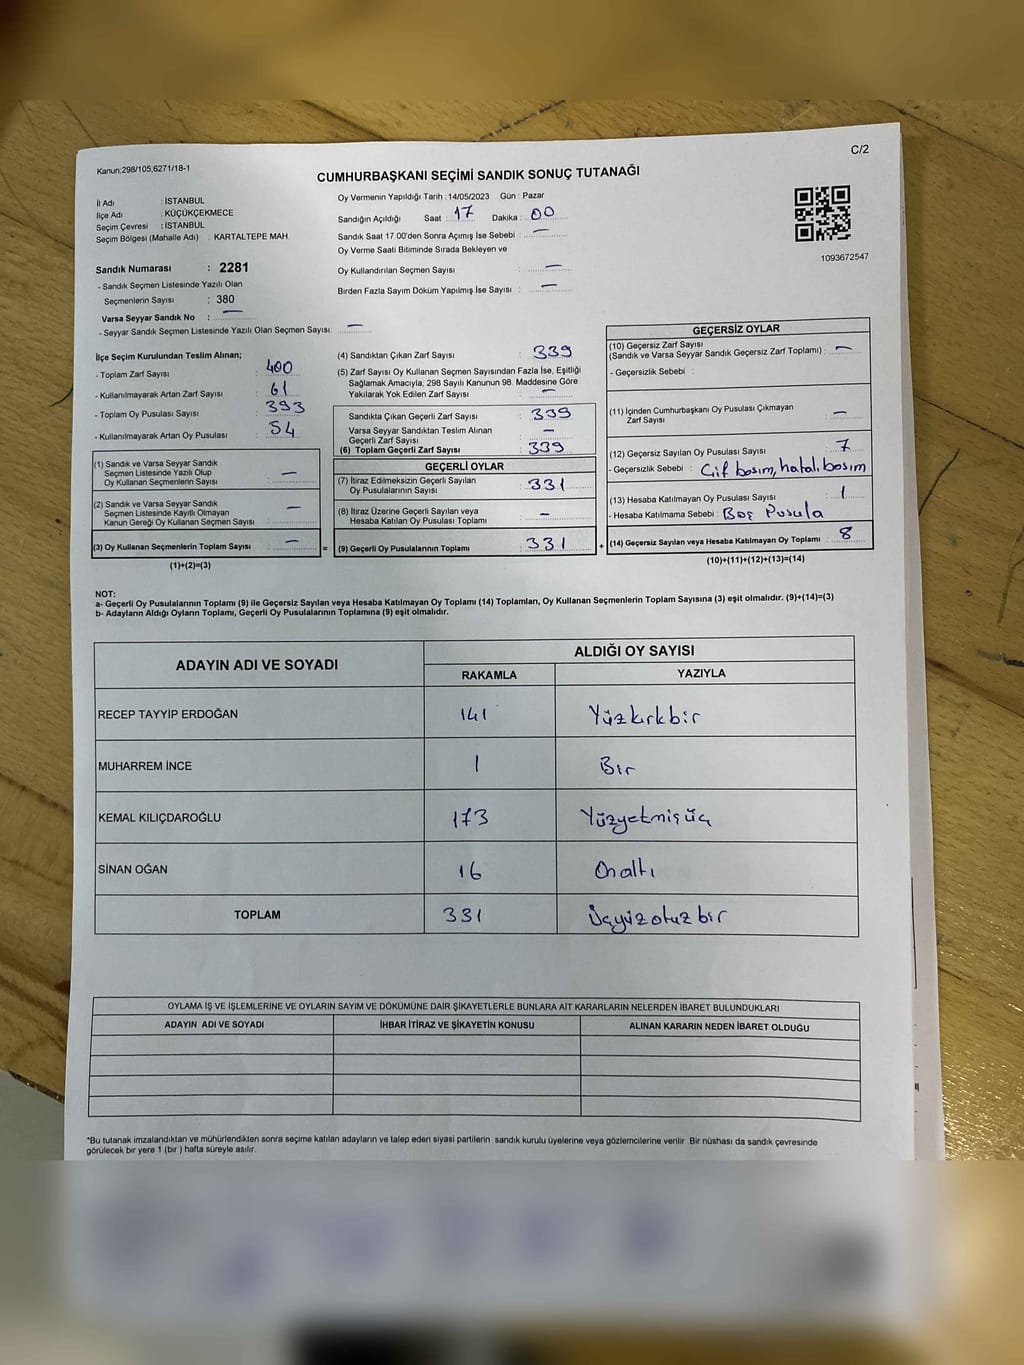 Kanun;298/105,6271/18-1
C/2
CUMHURBAŞKANI SEÇİMİ SANDIK SONUÇ TUTANAĞI
İl Adı : İSTANBUL
İlçe Adı : KÜÇÜKÇEKMECE
Seçim Çevresi : İSTANBUL
Seçim Bölgesi (Mahalle Adı) : KARTALTEPE MAH.
Oy Vermenin Yapıldığı Tarih :14/05/2023 Gün : Pazar
Sandığın Açıldığı Saat : 17 Dakika : 00
Sandık Saat 17.00'den Sonra Açımış İse Sebebi : —
Oy Verme Saati Bitiminde Sırada Bekleyen ve
Oy Kullandırılan Seçmen Sayısı : —
Birden Fazla Sayım Döküm Yapılmış İse Sayısı : —
1093672547
Sandık Numarası : 2281
- Sandık Seçmen Listesinde Yazılı Olan
Seçmenlerin Sayısı : 380
Varsa Seyyar Sandık No : —
- Seyyar Sandık Seçmen Listesinde Yazılı Olan Seçmen Sayısı: —
İlçe Seçim Kurulundan Teslim Alınan;
- Toplam Zarf Sayısı : 400
- Kullanılmayarak Artan Zarf Sayısı : 61
- Toplam Oy Pusulası Sayısı : 393
- Kullanılmayarak Artan Oy Pusulası : 54
(1) Sandık ve Varsa Seyyar Sandık
Seçmen Listesinde Yazılı Olup
Oy Kullanan Seçmenlerin Sayısı : —
(2) Sandık ve Varsa Seyyar Sandık
Seçmen Listesinde Kayıtlı Olmayan
Kanun Gereği Oy Kullanan Seçmen Sayısı : —
(3) Oy Kullanan Seçmenlerin Toplam Sayısı : —
(1)+(2)=(3)
=
(4) Sandıktan Çıkan Zarf Sayısı : 339
(5) Zarf Sayısı Oy Kullanan Seçmen Sayısından Fazla İse, Eşitliği
Sağlamak Amacıyla, 298 Sayılı Kanunun 98. Maddesine Göre
Yakılarak Yok Edilen Zarf Sayısı : —
Sandıkta Çıkan Geçerli Zarf Sayısı : 339
Varsa Seyyar Sandıktan Teslim Alınan
Geçerli Zarf Sayısı : —
(6) Toplam Geçerli Zarf Sayısı : 339
GEÇERLİ OYLAR
(7) İtiraz Edilmeksizin Geçerli Sayılan
Oy Pusulalarının Sayısı : 331
(8) İtiraz Üzerine Geçerli Sayılan veya
Hesaba Katılan Oy Pusulası Toplamı : —
(9) Geçerli Oy Pusulalarının Toplamı : 331
+
GEÇERSİZ OYLAR
(10) Geçersiz Zarf Sayısı
(Sandık ve Varsa Seyyar Sandık Geçersiz Zarf Toplamı) : —
- Geçersizlik Sebebi :
(11) İçinden Cumhurbaşkanı Oy Pusulası Çıkmayan
Zarf Sayısı : —
(12) Geçersiz Sayılan Oy Pusulası Sayısı : 7
- Geçersizlik Sebebi : Çif basım, hatalı basım
(13) Hesaba Katılmayan Oy Pusulası Sayısı : 1
- Hesaba Katılmama Sebebi : Boş Pusula
(14) Geçersiz Sayılan veya Hesaba Katılmayan Oy Toplamı : 8
(10)+(11)+(12)+(13)=(14)
NOT:
a- Geçerli Oy Pusulalarının Toplamı (9) ile Geçersiz Sayılan veya Hesaba Katılmayan Oy Toplamı (14) Toplamları, Oy Kullanan Seçmenlerin Toplam Sayısına (3) eşit olmalıdır. (9)+(14)=(3)
b- Adayların Aldığı Oyların Toplamı, Geçerli Oy Pusulalarının Toplamına (9) eşit olmalıdır.
ADAYIN ADI VE SOYADI
ALDIĞI OY SAYISI
RAKAMLA YAZIYLA
RECEP TAYYİP ERDOĞAN 141 Yüzkırkbir
MUHARREM İNCE 1 Bir
KEMAL KILIÇDAROĞLU 173 Yüzyetmişüç
SİNAN OĞAN 16 Onaltı
TOPLAM 331 Üçyüzotuzbir
OYLAMA İŞ VE İŞLEMLERİNE VE OYLARIN SAYIM VE DÖKÜMÜNE DAİR ŞİKAYETLERLE BUNLARA AİT KARARLARIN NELERDEN İBARET BULUNDUKLARI
ADAYIN ADI VE SOYADI İHBAR İTİRAZ VE ŞİKAYETİN KONUSU ALINAN KARARIN NEDEN İBARET OLDUĞU
*Bu tutanak imzalandıktan ve mühürlendikten sonra seçime katılan adayların ve talep eden siyasi partilerin sandık kurulu üyelerine veya gözlemcilerine verilir. Bir nüshası da sandık çevresinde
görülecek bir yere 1 (bir ) hafta süreyle asılır.